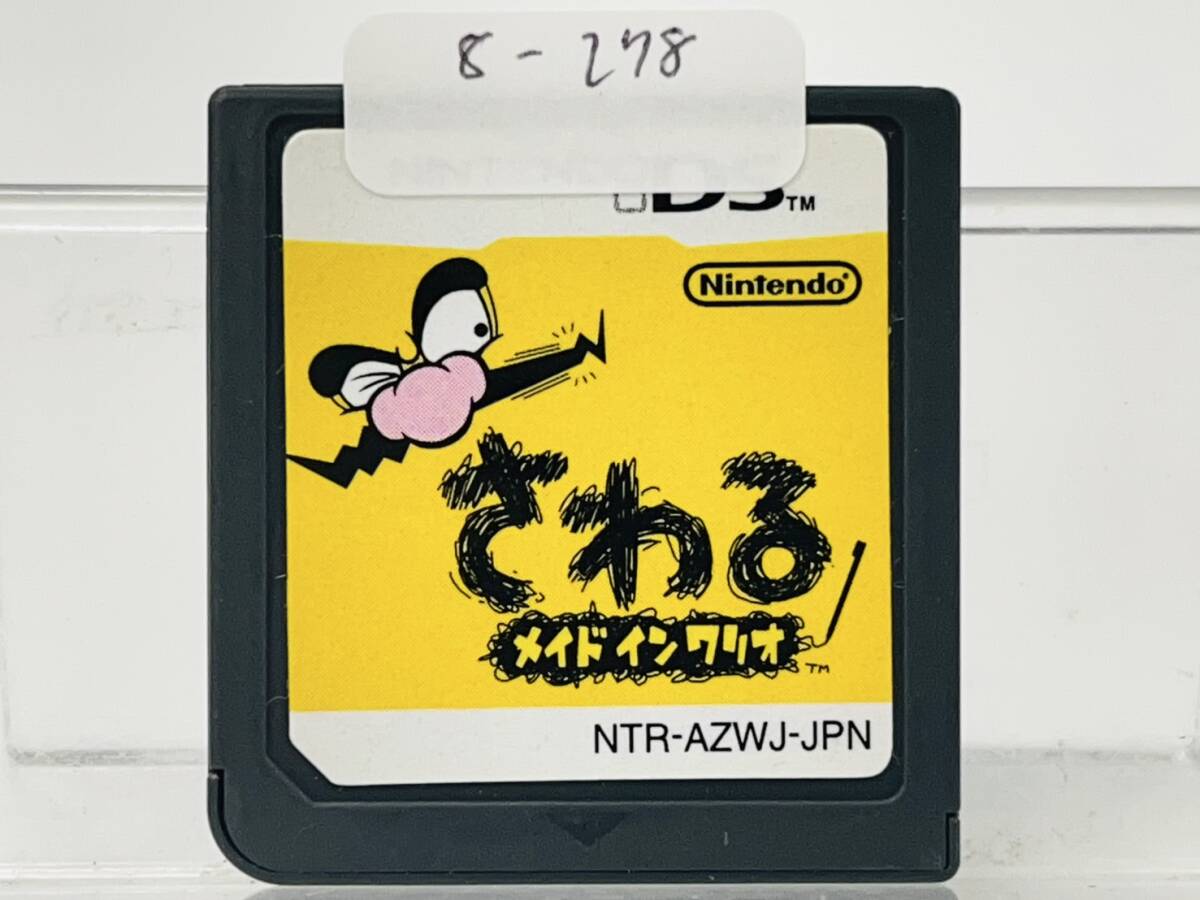 8-278
DS™
Nintendo®
さわる
メイド イン ワリオ™
NTR-AZWJ-JPN